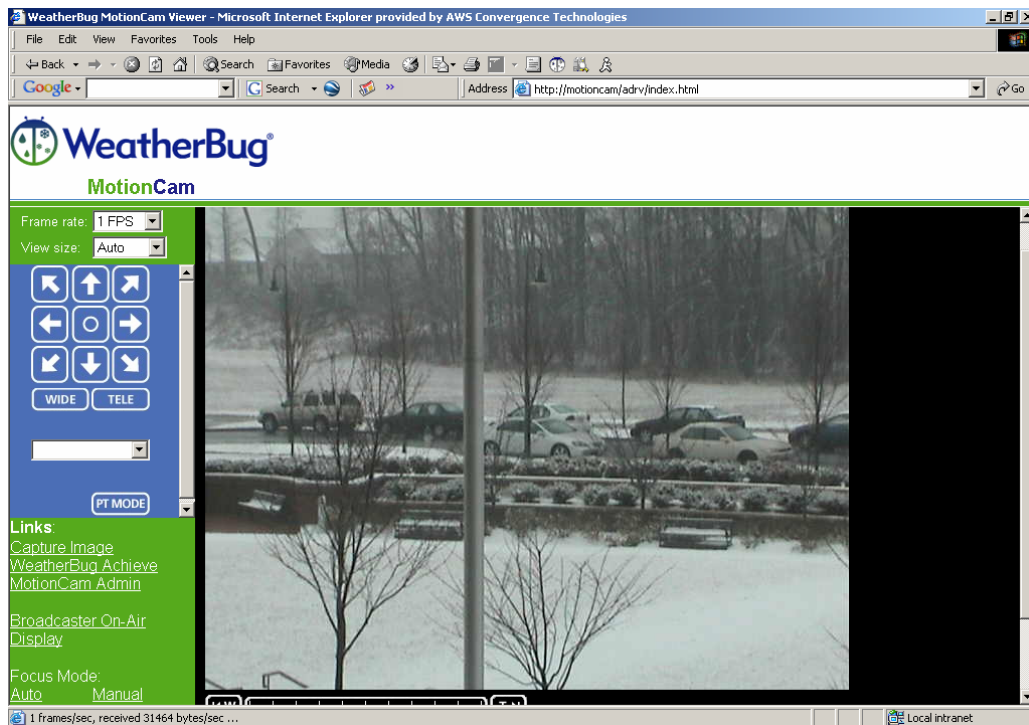 WeatherBug MotionCam Viewer - Microsoft Internet Explorer provided by AWS Convergence Technologies
File Edit View Favorites Tools Help
Back Search Favorites Media
Google Search » Address http://motioncam/adrv/index.html Go
WeatherBug®
MotionCam
Frame rate: 1 FPS
View size: Auto
WIDE TELE
PT MODE
Links:
Capture Image
WeatherBug Achieve
MotionCam Admin
Broadcaster On-Air
Display
Focus Mode:
Auto Manual
1 frames/sec, received 31464 bytes/sec ... Local intranet